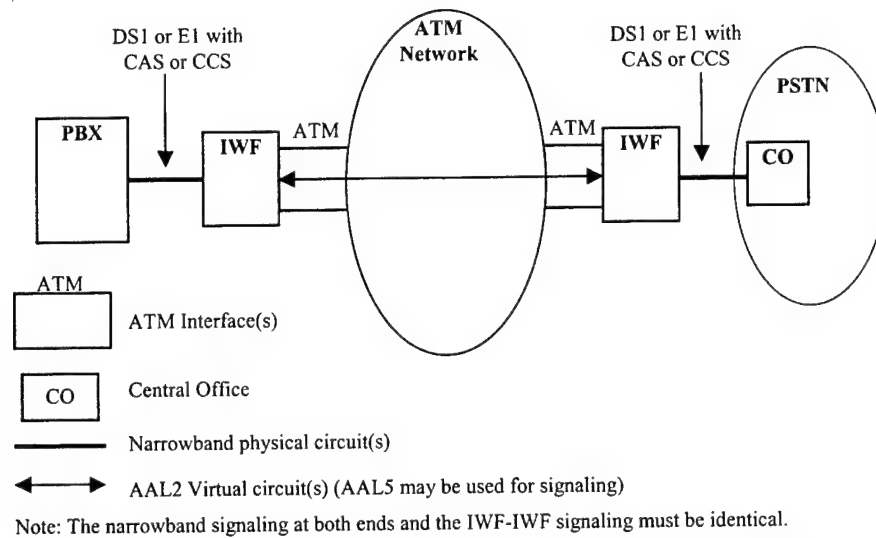 DS1 or E1 with
CAS or CCS
ATM
Network
DS1 or E1 with
CAS or CCS
PSTN
PBX
IWF
ATM
ATM
IWF
CO
ATM
ATM Interface(s)
CO
Central Office
Narrowband physical circuit(s)
AAL2 Virtual circuit(s) (AAL5 may be used for signaling)
Note: The narrowband signaling at both ends and the IWF-IWF signaling must be identical.